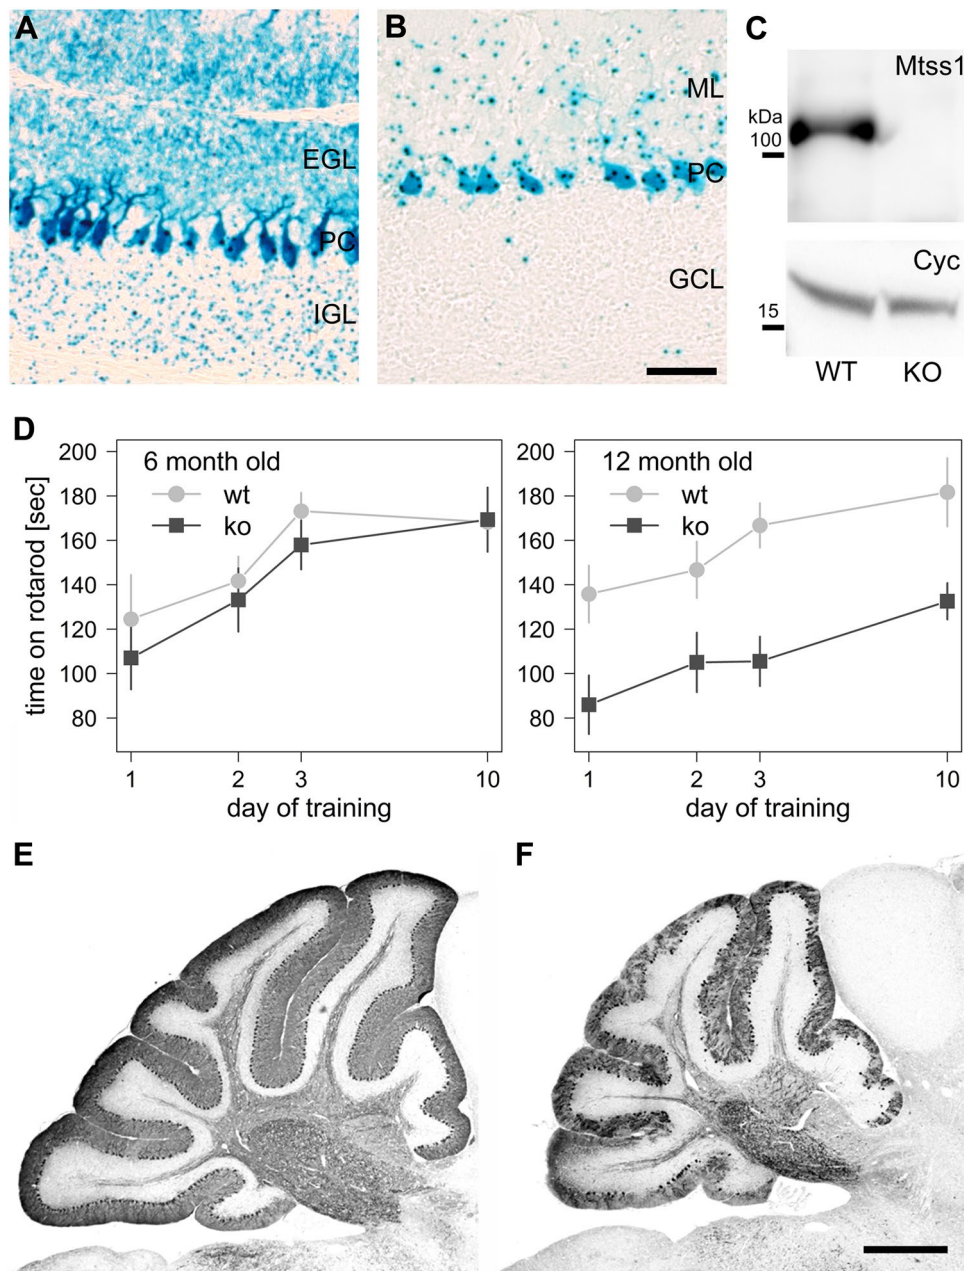 A
EGL
PC
IGL
B
ML
PC
GCL
C
Mtss1
kDa
100
Cyc
15
WT KO
D
200
180
160
140
120
100
80
time on rotarod [sec]
6 month old
wt
ko
1 2 3 10
day of training
200
180
160
140
120
100
80
12 month old
wt
ko
1 2 3 10
day of training
E
F